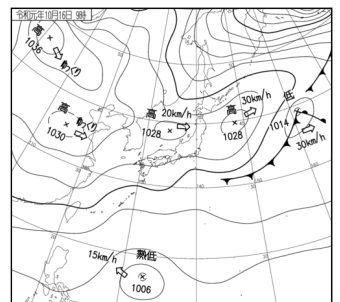 令和元年10月16日 9時
高
1036
ゆっくり
高
ゆっくり
1030
高
20km/h
1028
高
30km/h
1028
低
1014
30km/h
15km/h
熱低
1006